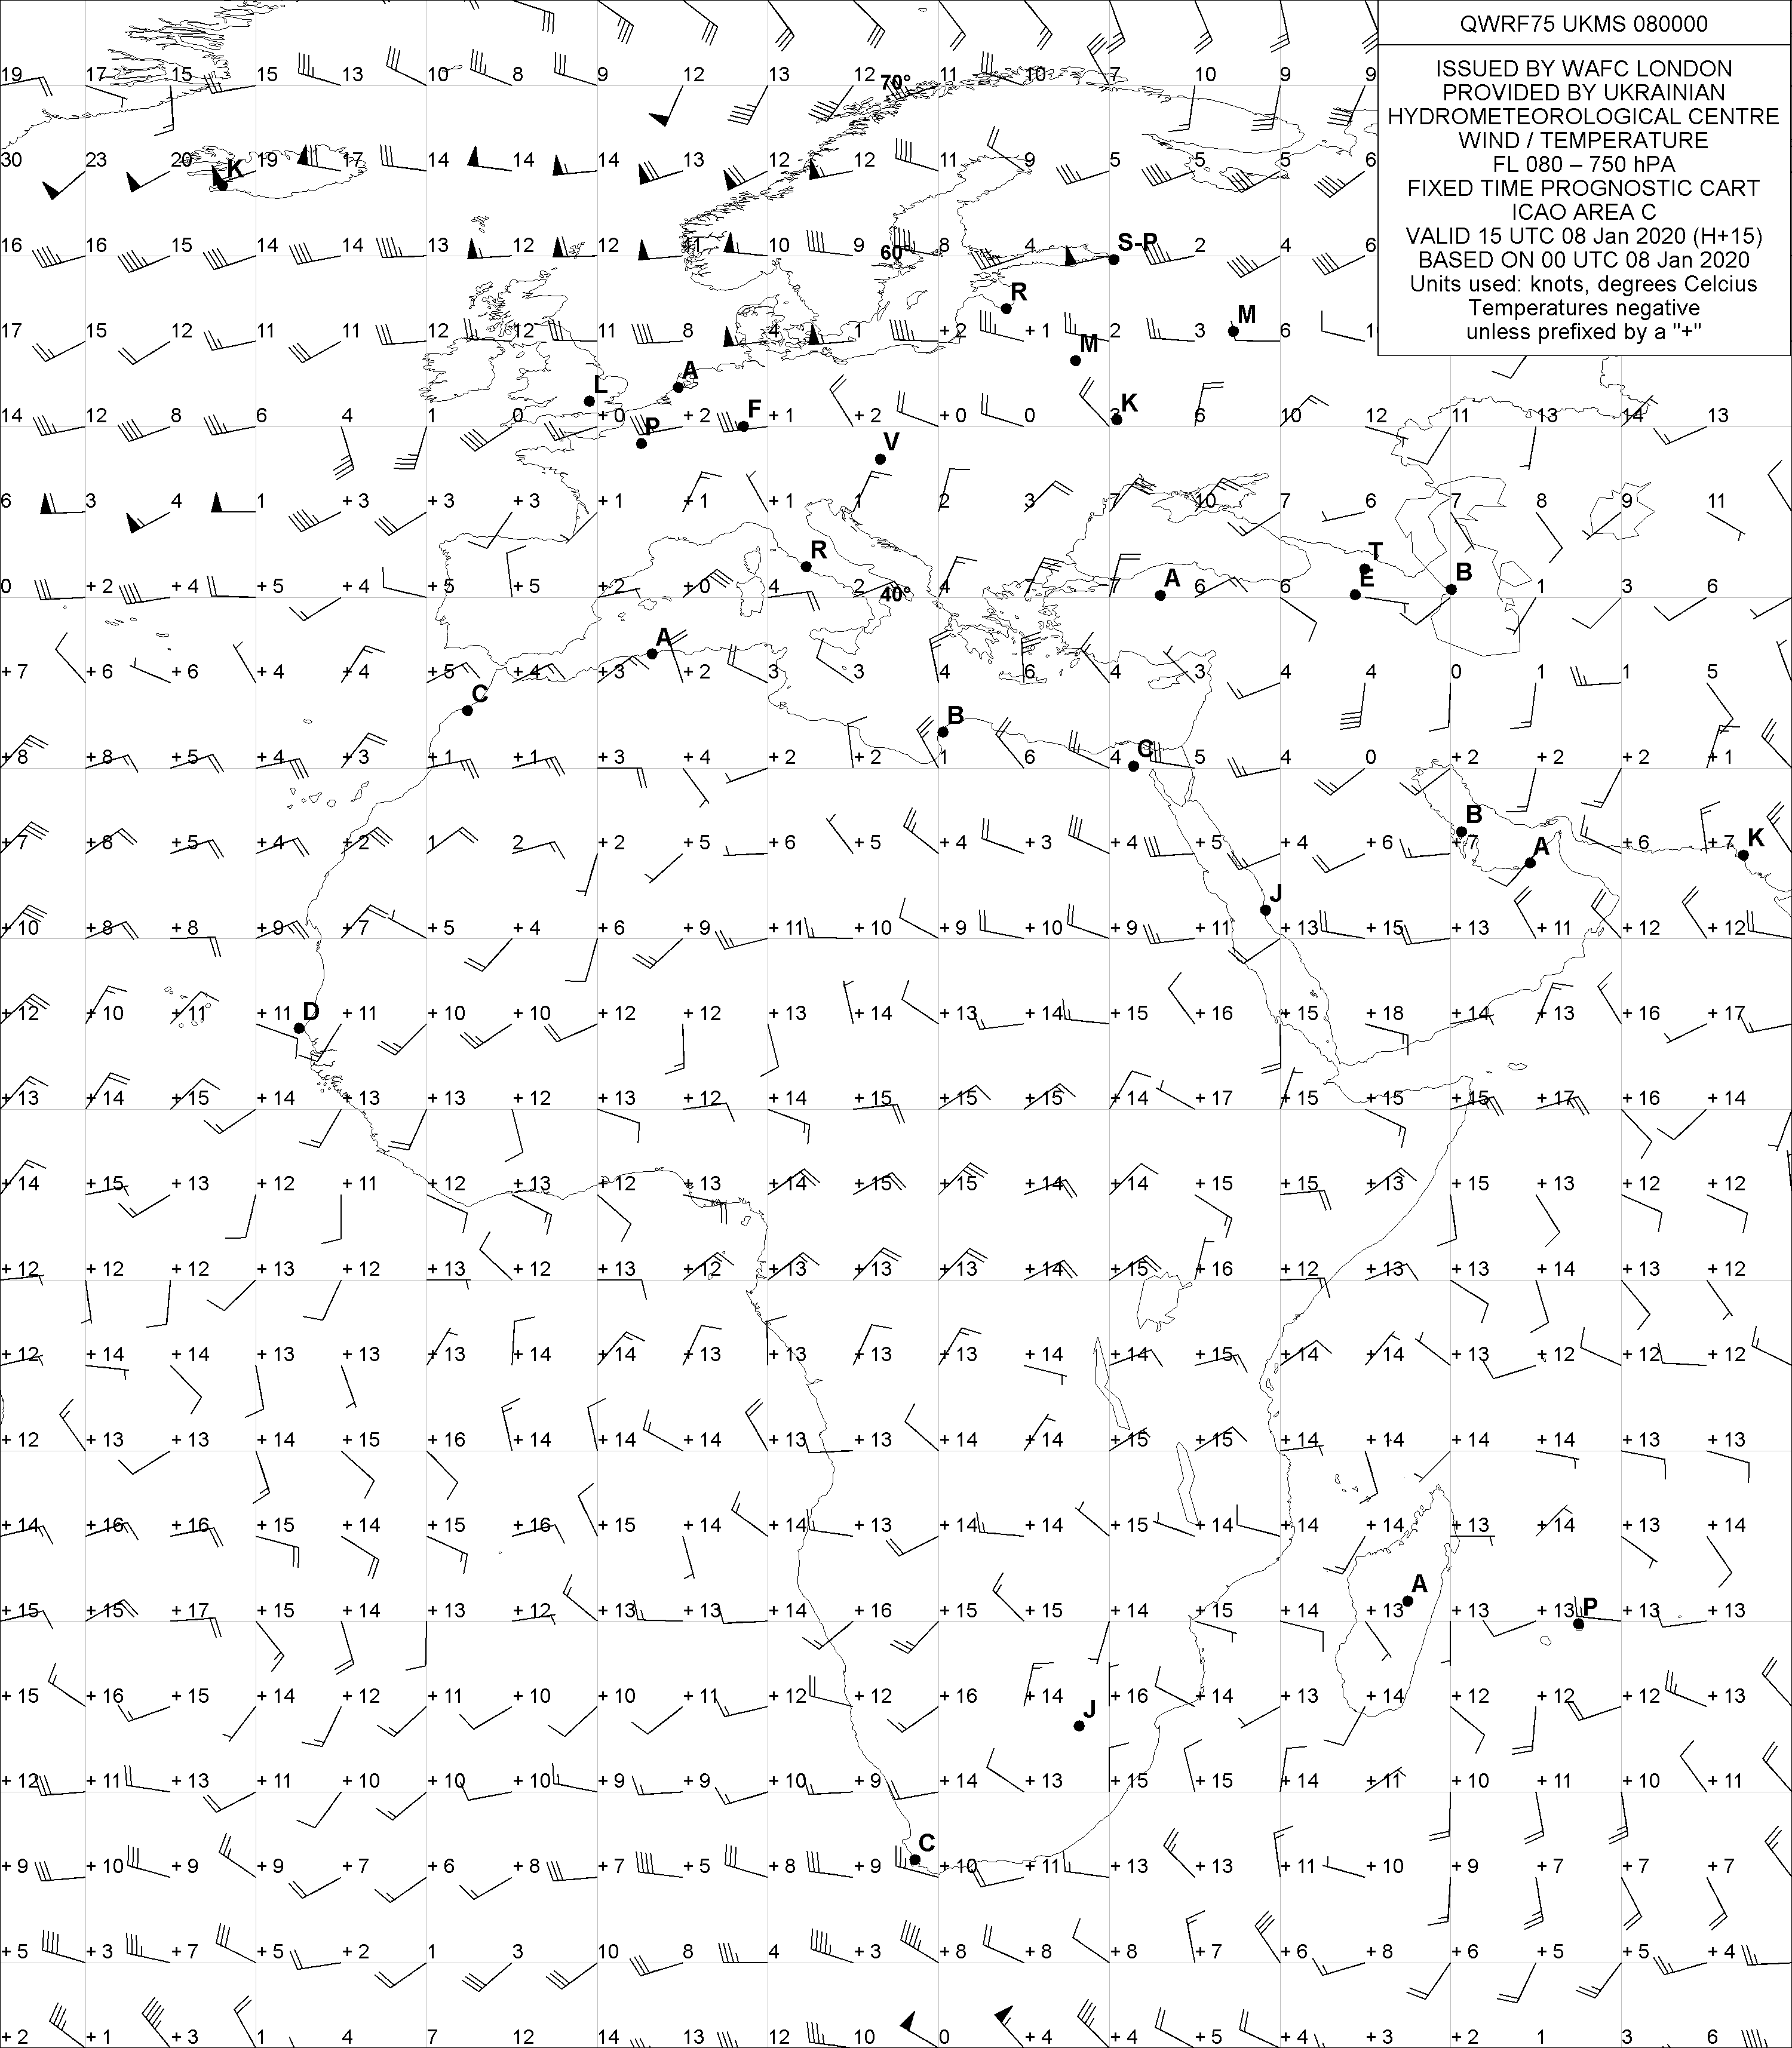 QWRF75 UKMS 080000
ISSUED BY WAFC LONDON
PROVIDED BY UKRAINIAN
HYDROMETEOROLOGICAL CENTRE
WIND / TEMPERATURE
FL 080 – 750 hPA
FIXED TIME PROGNOSTIC CART
ICAO AREA C
VALID 15 UTC 08 Jan 2020 (H+15)
BASED ON 00 UTC 08 Jan 2020
Units used: knots, degrees Celcius
Temperatures negative
unless prefixed by a "+"
19 17 15 15 13 10 8 9 12 13 12 70° 11 10 7 10 9 9
30 23 20 K 19 17 14 14 14 13 12 12 11 9 5 5 5 6
16 16 15 14 14 13 12 12 11 10 9 60° 8 4 S-P 2 4 6
R
17 15 12 11 11 12 12 11 8 4 1 +2 +1 2 3 M 6
M
A
L
14 12 8 6 4 1 0 +0 +2 F +1 +2 +0 0 K 6 10 12 11 13 14 13
P
V
6 3 4 1 +3 +3 +3 +1 +1 +1 1 2 3 7 10 7 6 7 8 9 11
R T
0 +2 +4 +5 +4 +5 +5 +2 +0 4 2 40° 4 7 7 A 6 6 E B 1 3 6
A
+7 +6 +6 +4 +4 +5 +4 +3 +2 3 3 4 6 4 3 4 4 0 1 1 5
C
B
+8 +8 +5 +4 +3 +1 +1 +3 +4 +2 +2 1 6 4 C 5 4 0 +2 +2 +2 +1
B
+7 +8 +5 +4 +2 1 2 +2 +5 +6 +5 +4 +3 +4 +5 +4 +6 +7 A +6 +7 K
J
+10 +8 +8 +9 +7 +5 +4 +6 +9 +11 +10 +9 +10 +9 +11 +13 +15 +13 +11 +12 +12
+12 +10 +11 +11 D +11 +10 +10 +12 +12 +13 +14 +13 +14 +15 +16 +15 +18 +14 +13 +16 +17
+13 +14 +15 +14 +13 +13 +12 +13 +12 +14 +15 +15 +15 +14 +17 +15 +15 +15 +17 +16 +14
+14 +15 +13 +12 +11 +12 +13 +12 +13 +14 +15 +15 +14 +14 +15 +15 +13 +15 +13 +12 +12
+12 +12 +12 +13 +12 +13 +12 +13 +12 +13 +13 +13 +14 +15 +16 +12 +13 +13 +14 +13 +12
+12 +14 +14 +13 +13 +13 +14 +14 +13 +13 +13 +13 +14 +14 +15 +14 +14 +13 +12 +12 +12
+12 +13 +13 +14 +15 +16 +14 +14 +14 +13 +13 +14 +14 +15 +15 +14 +14 +14 +14 +13 +13
+14 +16 +16 +15 +14 +15 +16 +15 +14 +14 +13 +14 +14 +15 +14 +14 +14 +13 +14 +13 +14
A
+15 +15 +17 +15 +14 +13 +12 +13 +13 +14 +16 +15 +15 +14 +15 +14 +13 +13 +13 P +13 +13
+15 +16 +15 +14 +12 +11 +10 +10 +11 +12 +12 +16 +14 +16 +14 +13 +14 +12 +12 +12 +13
J
+12 +11 +13 +11 +10 +10 +10 +9 +9 +10 +9 +14 +13 +15 +15 +14 +11 +10 +11 +10 +11
C
+9 +10 +9 +9 +7 +6 +8 +7 +5 +8 +9 +10 +11 +13 +13 +11 +10 +9 +7 +7 +7
+5 +3 +7 +5 +2 1 3 10 8 4 +3 +8 +8 +8 +7 +6 +8 +6 +5 +5 +4
+2 +1 +3 1 4 7 12 14 13 12 10 0 +4 +4 +5 +4 +3 +2 1 3 6